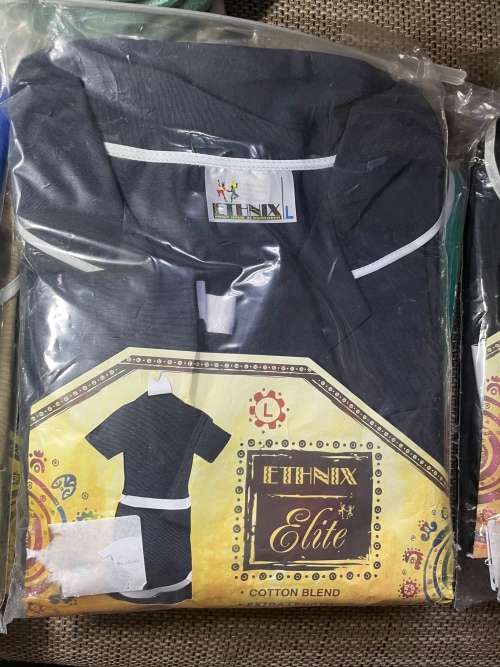 ETHNIX L
L
ETHNIX
Elite
• COTTON BLEND